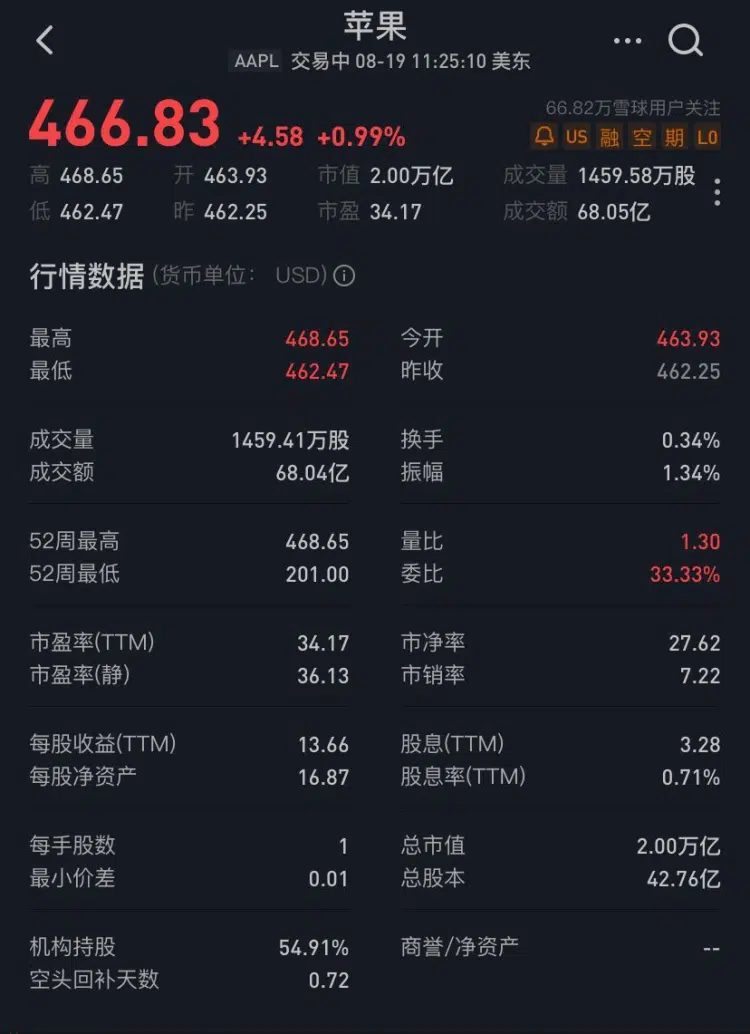 苹果
AAPL 交易中 08-19 11:25:10 美东
466.83 +4.58 +0.99%
66.82万雪球用户关注
US 融 空 期 L0
高 468.65 开 463.93 市值 2.00万亿 成交量 1459.58万股
低 462.47 昨 462.25 市盈 34.17 成交额 68.05亿
行情数据 (货币单位： USD)
最高 468.65 今开 463.93
最低 462.47 昨收 462.25
成交量 1459.41万股 换手 0.34%
成交额 68.04亿 振幅 1.34%
52周最高 468.65 量比 1.30
52周最低 201.00 委比 33.33%
市盈率(TTM) 34.17 市净率 27.62
市盈率(静) 36.13 市销率 7.22
每股收益(TTM) 13.66 股息(TTM) 3.28
每股净资产 16.87 股息率(TTM) 0.71%
每手股数 1 总市值 2.00万亿
最小价差 0.01 总股本 42.76亿
机构持股 54.91% 商誉/净资产 --
空头回补天数 0.72